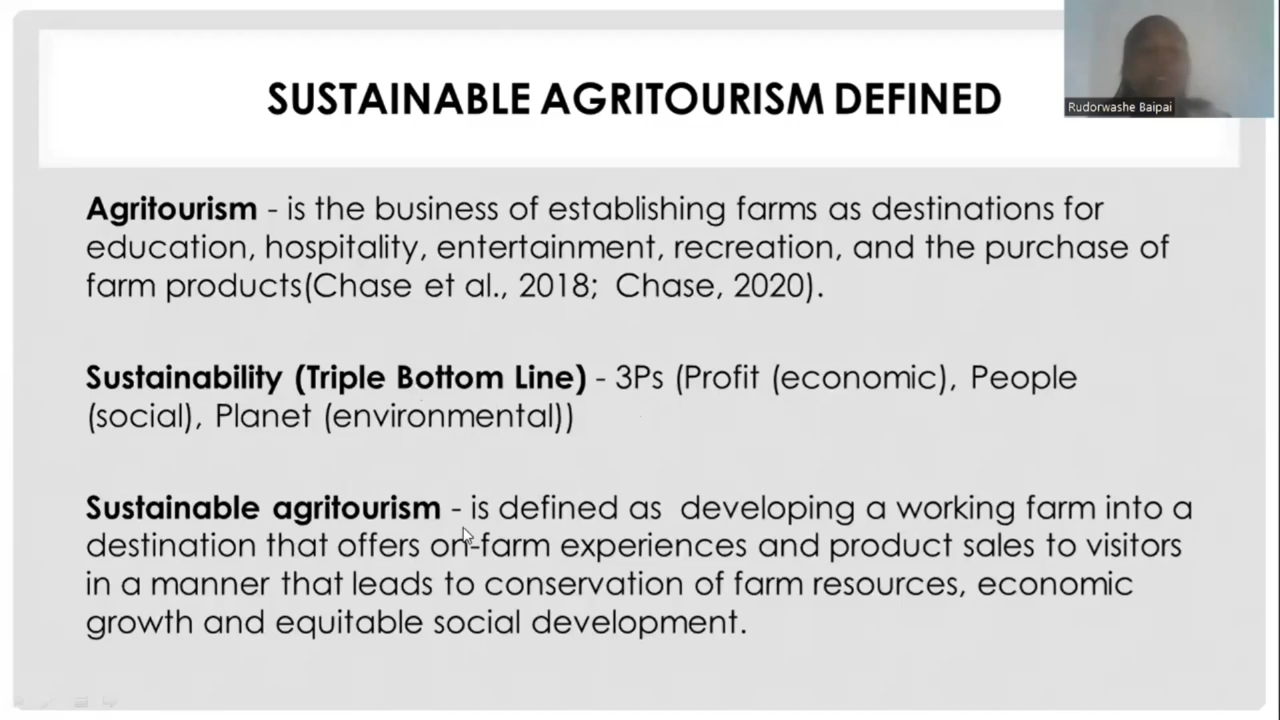 SUSTAINABLE AGRITOURISM DEFINED
Rudorwashe Baipai
Agritourism - is the business of establishing farms as destinations for
education, hospitality, entertainment, recreation, and the purchase of
farm products(Chase et al., 2018;  Chase, 2020).
Sustainability (Triple Bottom Line) - 3Ps (Profit (economic), People
(social), Planet (environmental))
Sustainable agritourism - is defined as  developing a working farm into a
destination that offers on-farm experiences and product sales to visitors
in a manner that leads to conservation of farm resources, economic
growth and equitable social development.